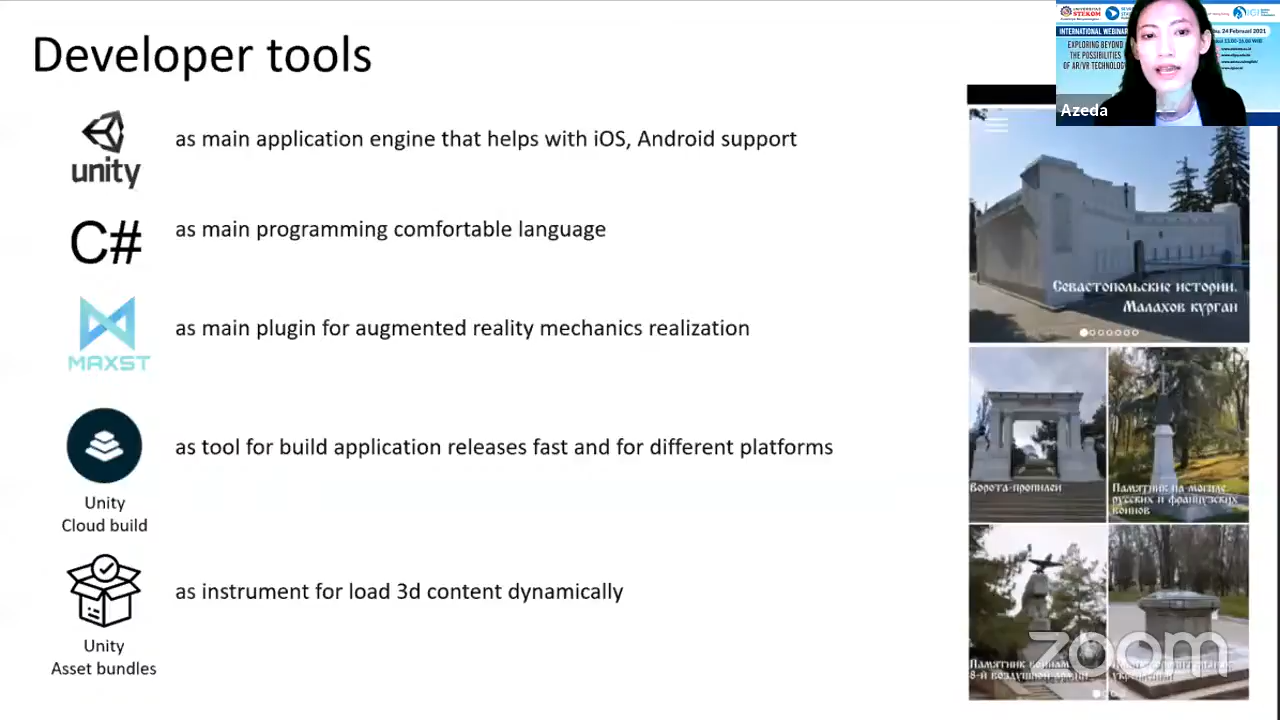 Developer tools
unity
as main application engine that helps with iOS, Android support
C#
as main programming comfortable language
MAXST
as main plugin for augmented reality mechanics realization
as tool for build application releases fast and for different platforms
Unity
Cloud build
as instrument for load 3d content dynamically
Unity
Asset bundles
UNIVERSITAS
STEKOM
INTERNATIONAL WEBINAR
24 Februari 2021
EXPLORING BEYOND
THE POSSIBILITIES
OF AR/VR TECHNOLOGY
Azeda
Севастопольские истории.
Малахов курган
Ворота-пропилеи
Памятник на могиле
русских и французских
воинов
Памятник воинам
8-й воздушной армии
zoom